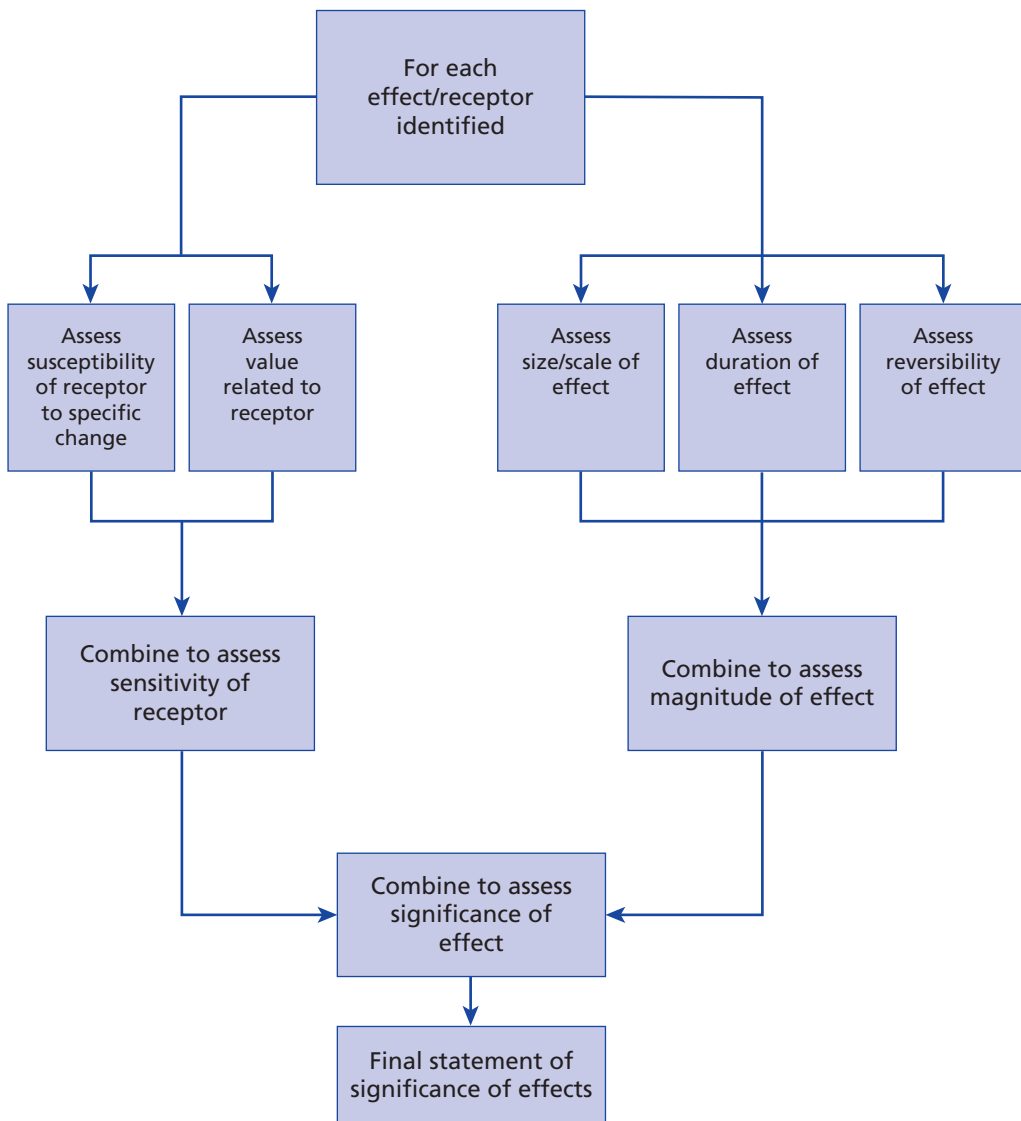 For each
effect/receptor
identified
Assess
susceptibility
of receptor
to specific
change
Assess
value
related to
receptor
Assess
size/scale
of effect
Assess
duration of
effect
Assess
reversibility
of effect
Combine to assess
sensitivity of
receptor
Combine to assess
magnitude of effect
Combine to assess
significance of
effect
Final statement of
significance of effects